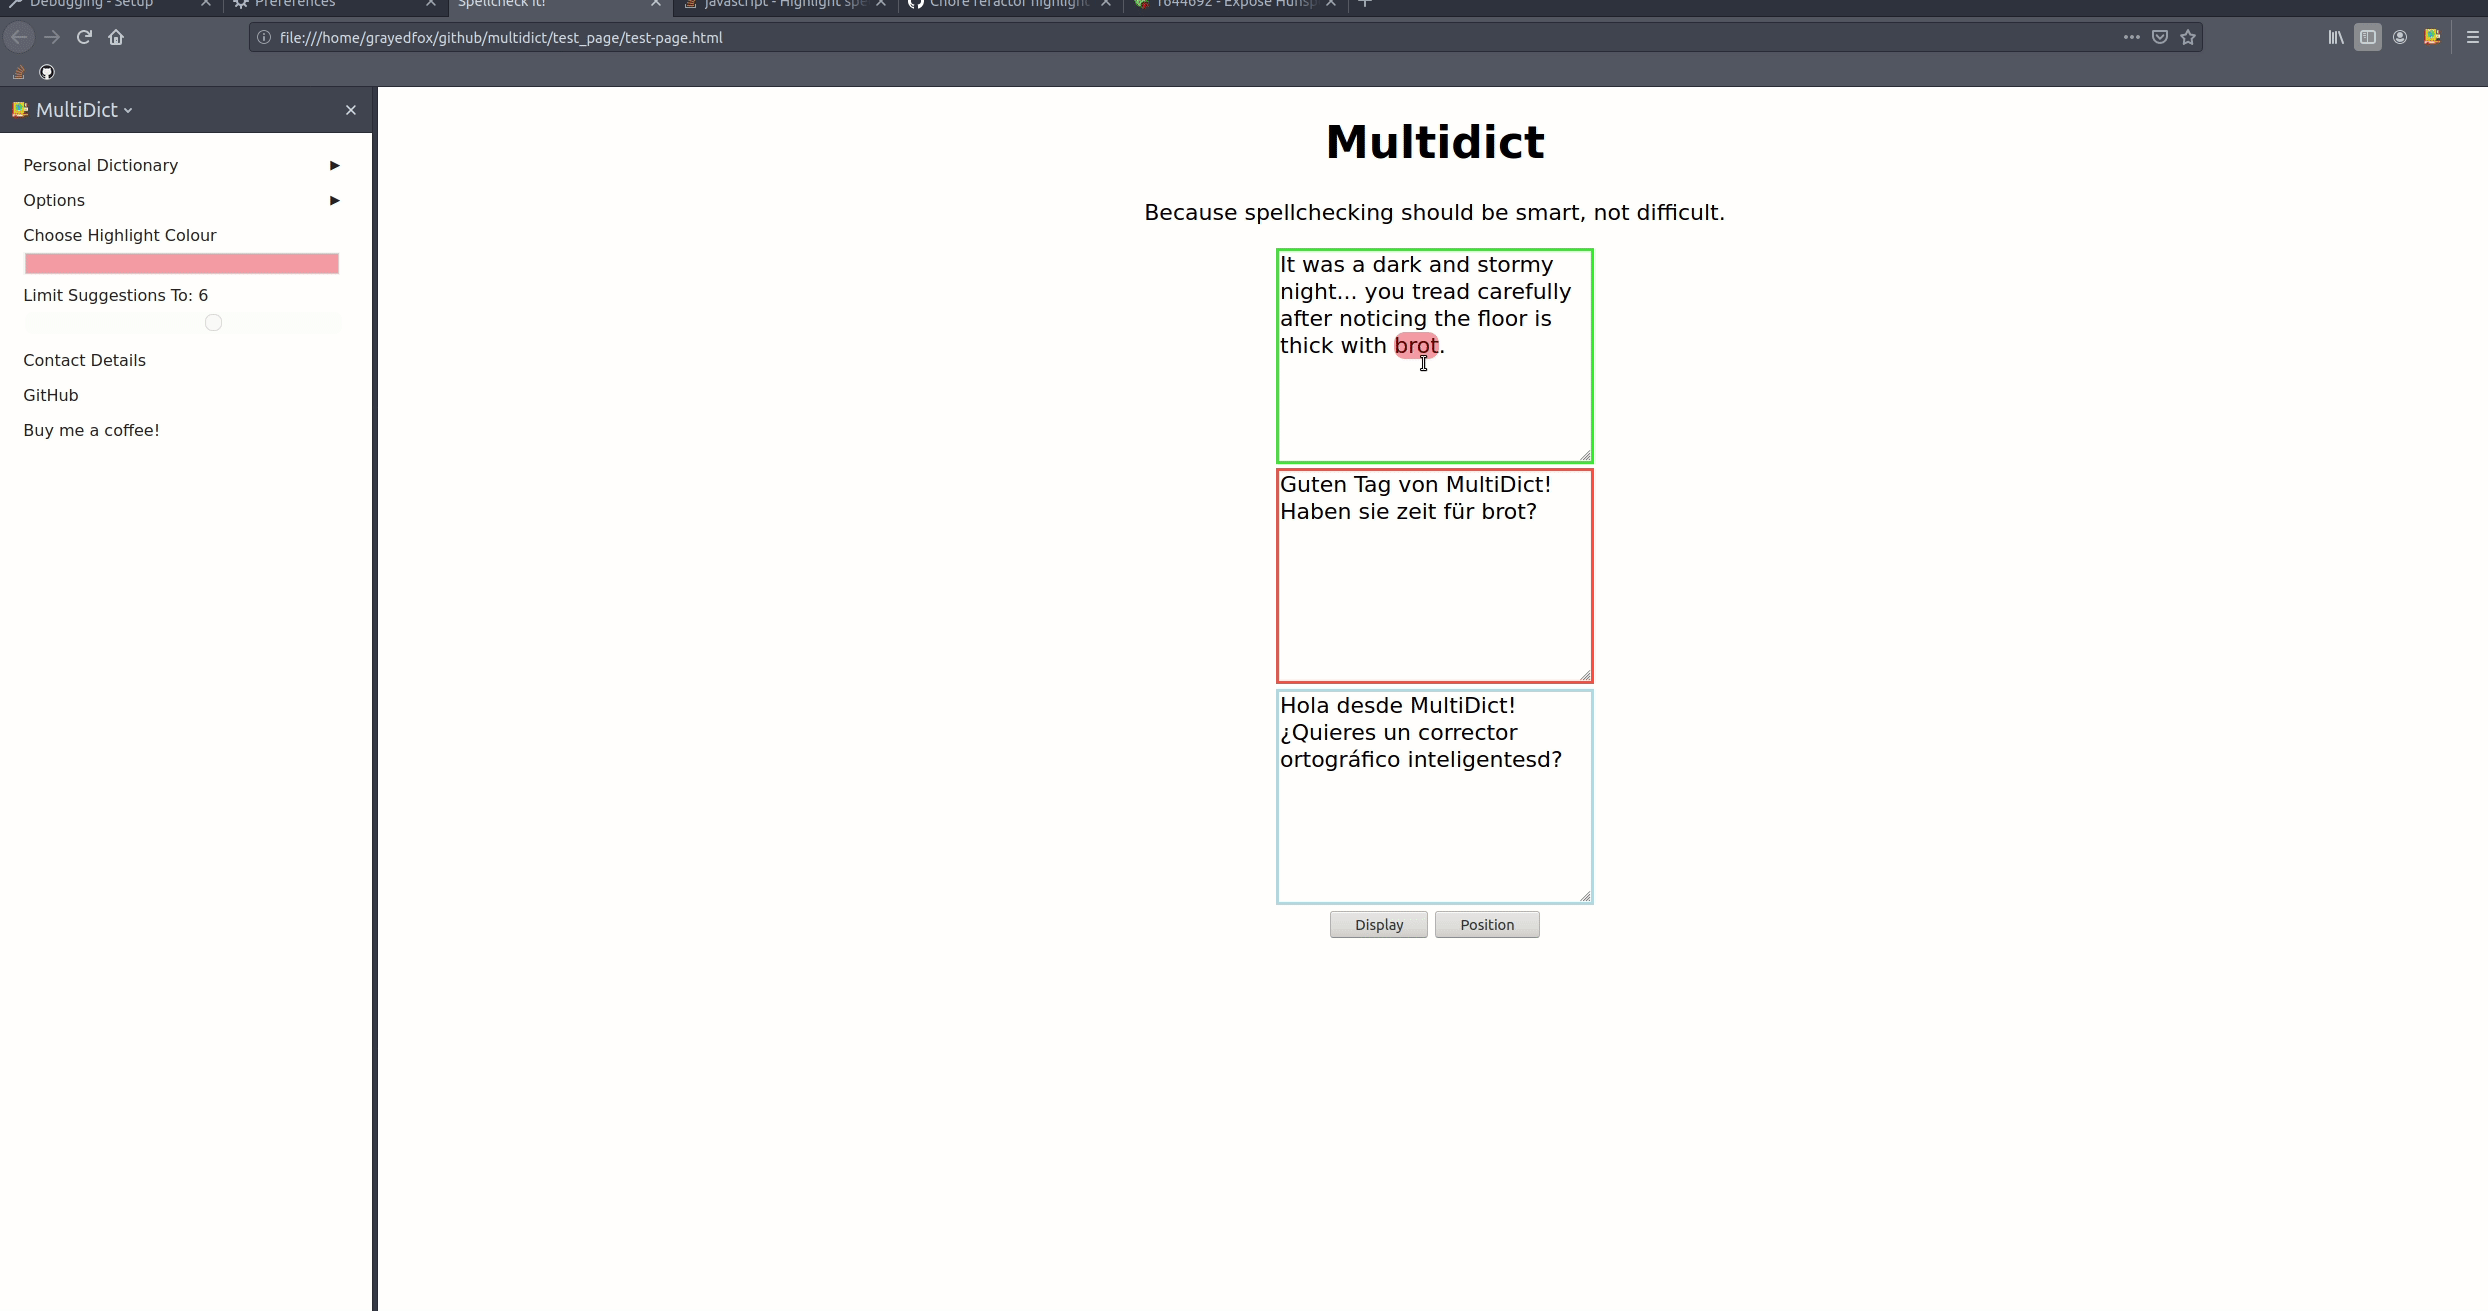 Debugging - Setup
Preferences
Spellcheck it!
javascript - Highlight spe
Chore refactor highlight
1644692 - Expose Hunsp
file:///home/grayedfox/github/multidict/test_page/test-page.html
MultiDict
Personal Dictionary
Options
Choose Highlight Colour
Limit Suggestions To: 6
Contact Details
GitHub
Buy me a coffee!
Multidict
Because spellchecking should be smart, not difficult.
It was a dark and stormy
night... you tread carefully
after noticing the floor is
thick with brot.
Guten Tag von MultiDict!
Haben sie zeit für brot?
Hola desde MultiDict!
¿Quieres un corrector
ortográfico inteligentesd?
Display
Position